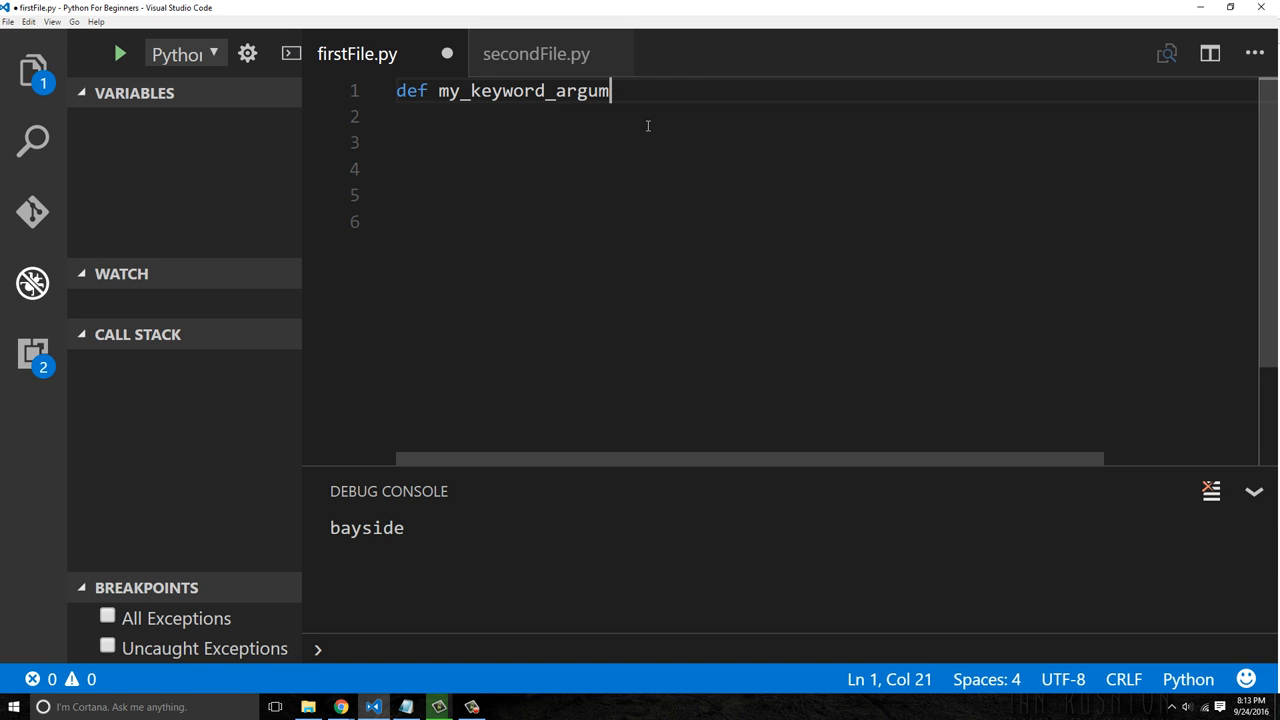 ● firstFile.py - Python For Beginners - Visual Studio Code
File Edit View Go Help
Python firstFile.py secondFile.py
1
VARIABLES
1 def my_keyword_argum
2
3
4
5
6
WATCH
CALL STACK
2
DEBUG CONSOLE
bayside
BREAKPOINTS
All Exceptions
Uncaught Exceptions
0 0 Ln 1, Col 21 Spaces: 4 UTF-8 CRLF Python
I'm Cortana. Ask me anything.
8:13 PM
9/24/2016